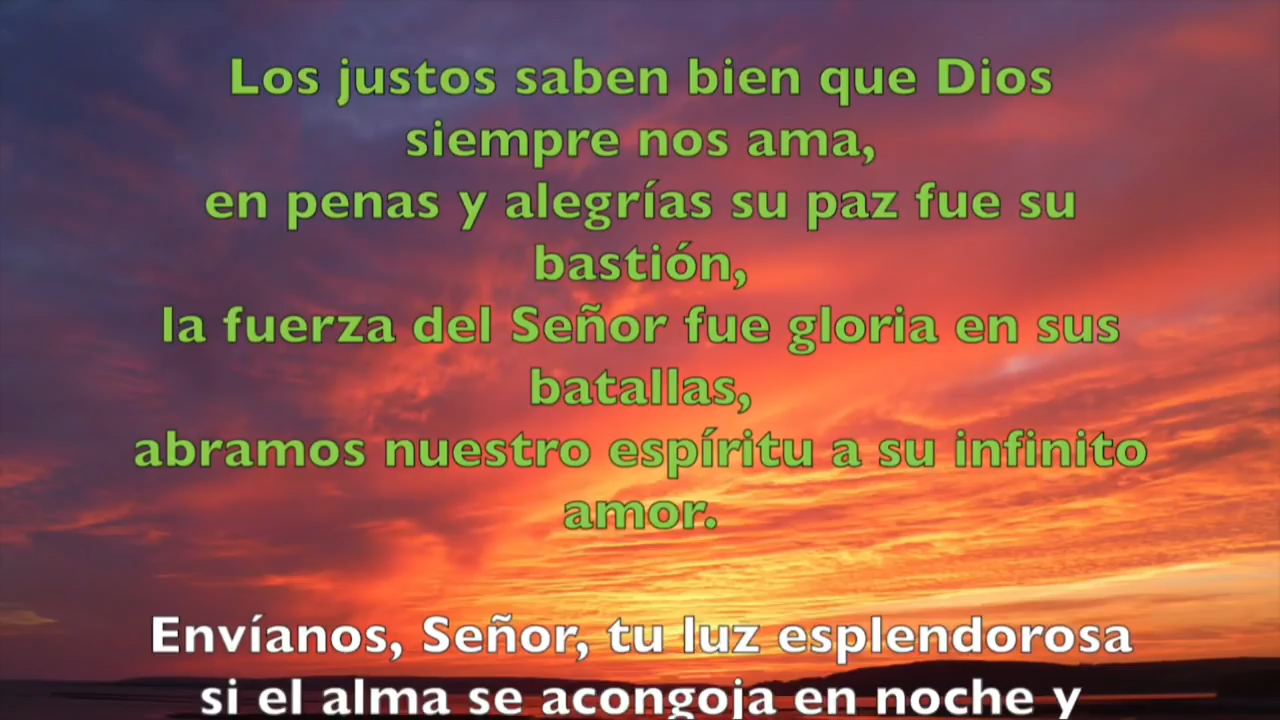 Los justos saben bien que Dios
siempre nos ama,
en penas y alegrías su paz fue su
bastión,
la fuerza del Señor fue gloria en sus
batallas,
abramos nuestro espíritu a su infinito
amor.
Envíanos, Señor, tu luz esplendorosa
si el alma se acongoja en noche y